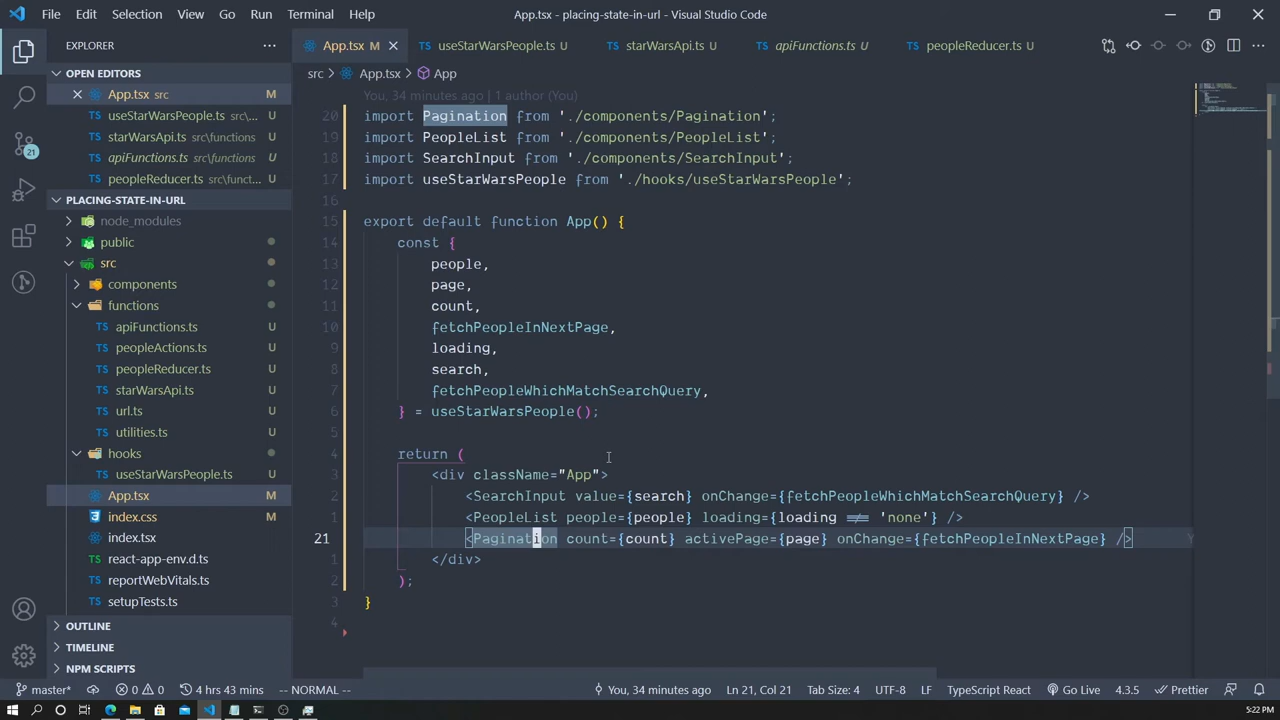 File Edit Selection View Go Run Terminal Help App.tsx - placing-state-in-url - Visual Studio Code
EXPLORER
OPEN EDITORS
App.tsx src M
useStarWarsPeople.ts src\... U
starWarsApi.ts src\functions U
apiFunctions.ts src\functions U
peopleReducer.ts src\funct... U
PLACING-STATE-IN-URL
node_modules
public
src
components
functions
apiFunctions.ts U
peopleActions.ts U
peopleReducer.ts U
starWarsApi.ts U
url.ts U
utilities.ts U
hooks
useStarWarsPeople.ts U
App.tsx M
index.css M
index.tsx
react-app-env.d.ts
reportWebVitals.ts
setupTests.ts
OUTLINE
TIMELINE
NPM SCRIPTS
21
App.tsx M useStarWarsPeople.ts U starWarsApi.ts U apiFunctions.ts U peopleReducer.ts U
src > App.tsx > App
You, 34 minutes ago | 1 author (You)
20 import Pagination from './components/Pagination';
19 import PeopleList from './components/PeopleList';
18 import SearchInput from './components/SearchInput';
17 import useStarWarsPeople from './hooks/useStarWarsPeople';
16
15 export default function App() {
14 const {
13 people,
12 page,
11 count,
10 fetchPeopleInNextPage,
9 loading,
8 search,
7 fetchPeopleWhichMatchSearchQuery,
6 } = useStarWarsPeople();
5
4 return (
3 <div className="App">
2 <SearchInput value={search} onChange={fetchPeopleWhichMatchSearchQuery} />
1 <PeopleList people={people} loading={loading !== 'none'} />
21 <Pagination count={count} activePage={page} onChange={fetchPeopleInNextPage} />
1 </div>
2 );
3 }
4
master* 0 0 4 hrs 43 mins -- NORMAL -- You, 34 minutes ago Ln 21, Col 21 Tab Size: 4 UTF-8 LF TypeScript React Go Live 4.3.5 Prettier
5:22 PM